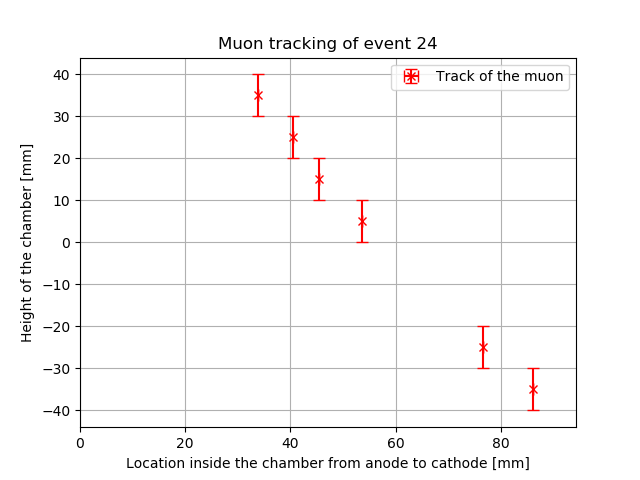 Muon tracking of event 24
Track of the muon
Height of the chamber [mm]
40
30
20
10
0
−10
−20
−30
−40
0 20 40 60 80
Location inside the chamber from anode to cathode [mm]